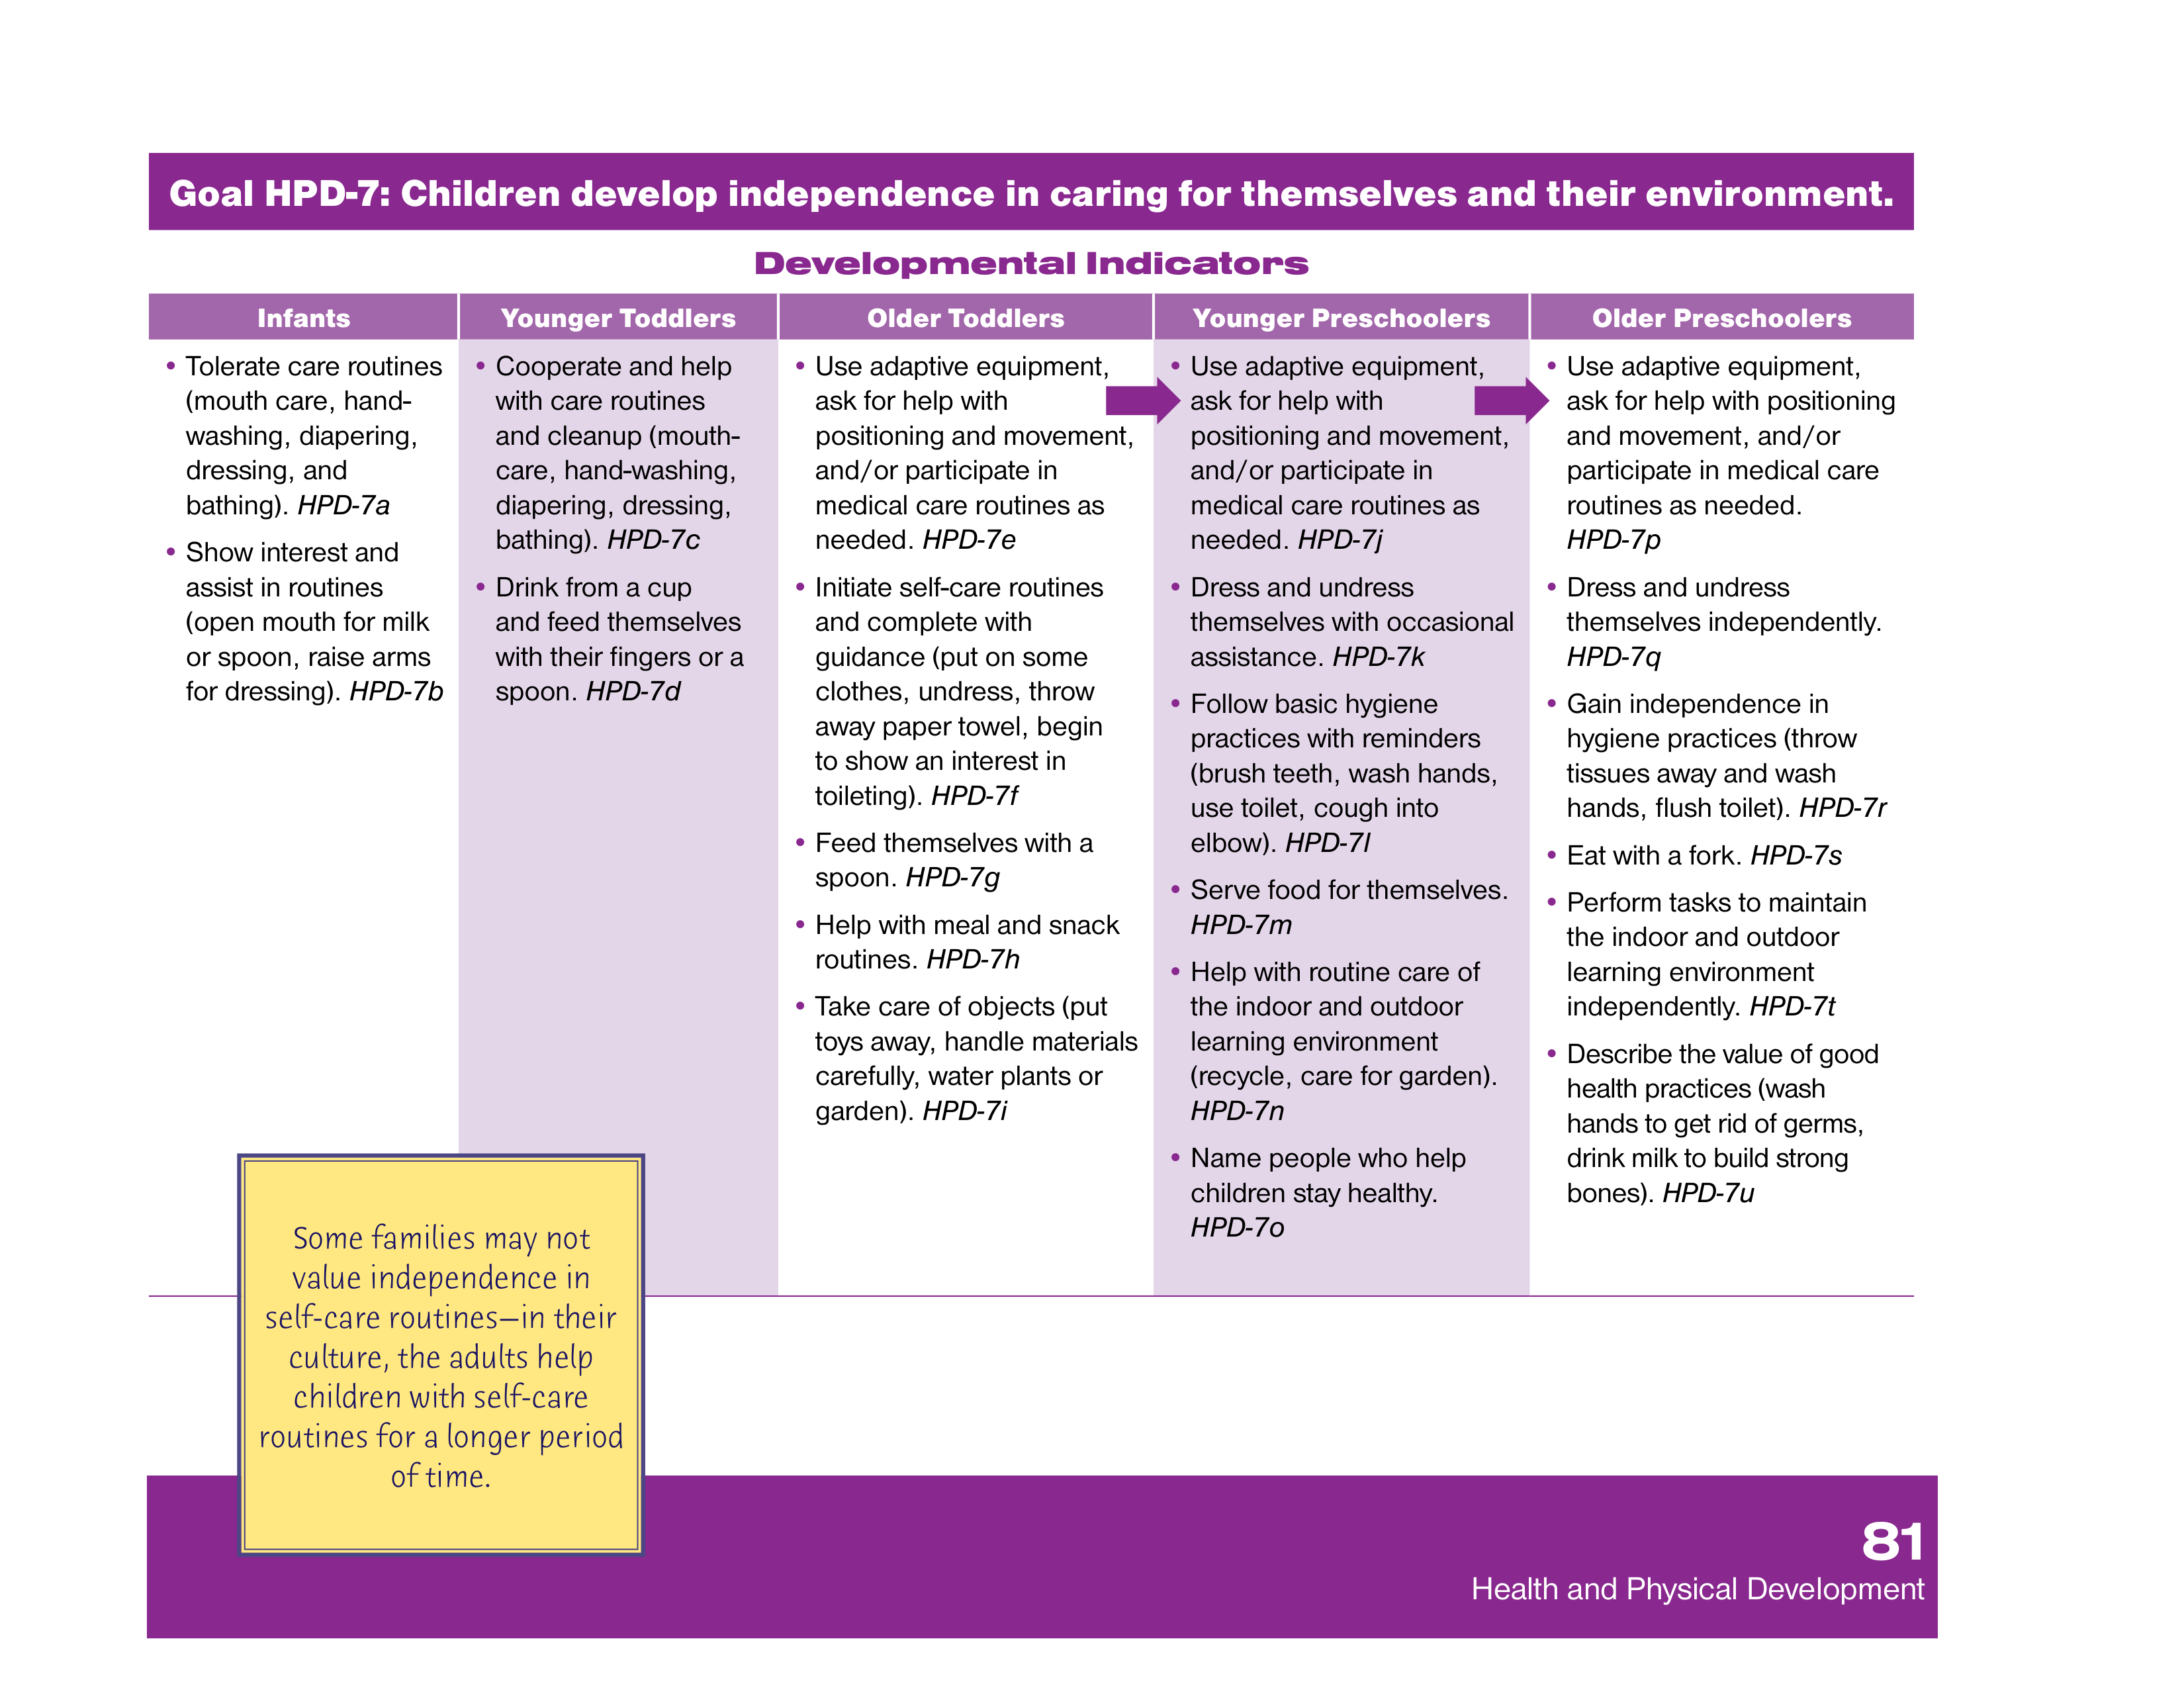 Goal HPD-7: Children develop independence in caring for themselves and their environment.
Developmental Indicators
Infants
• Tolerate care routines
(mouth care, hand-
washing, diapering,
dressing, and
bathing). HPD-7a
• Show interest and
assist in routines
(open mouth for milk
or spoon, raise arms
for dressing). HPD-7b
Younger Toddlers
• Cooperate and help
with care routines
and cleanup (mouth-
care, hand-washing,
diapering, dressing,
bathing). HPD-7c
• Drink from a cup
and feed themselves
with their fingers or a
spoon. HPD-7d
Older Toddlers
• Use adaptive equipment,
ask for help with
positioning and movement,
and/or participate in
medical care routines as
needed. HPD-7e
• Initiate self-care routines
and complete with
guidance (put on some
clothes, undress, throw
away paper towel, begin
to show an interest in
toileting). HPD-7f
• Feed themselves with a
spoon. HPD-7g
• Help with meal and snack
routines. HPD-7h
• Take care of objects (put
toys away, handle materials
carefully, water plants or
garden). HPD-7i
Younger Preschoolers
• Use adaptive equipment,
ask for help with
positioning and movement,
and/or participate in
medical care routines as
needed. HPD-7j
• Dress and undress
themselves with occasional
assistance. HPD-7k
• Follow basic hygiene
practices with reminders
(brush teeth, wash hands,
use toilet, cough into
elbow). HPD-7l
• Serve food for themselves.
HPD-7m
• Help with routine care of
the indoor and outdoor
learning environment
(recycle, care for garden).
HPD-7n
• Name people who help
children stay healthy.
HPD-7o
Older Preschoolers
• Use adaptive equipment,
ask for help with positioning
and movement, and/or
participate in medical care
routines as needed.
HPD-7p
• Dress and undress
themselves independently.
HPD-7q
• Gain independence in
hygiene practices (throw
tissues away and wash
hands, flush toilet). HPD-7r
• Eat with a fork. HPD-7s
• Perform tasks to maintain
the indoor and outdoor
learning environment
independently. HPD-7t
• Describe the value of good
health practices (wash
hands to get rid of germs,
drink milk to build strong
bones). HPD-7u
Some families may not
value independence in
self-care routines—in their
culture, the adults help
children with self-care
routines for a longer period
of time.
81
Health and Physical Development